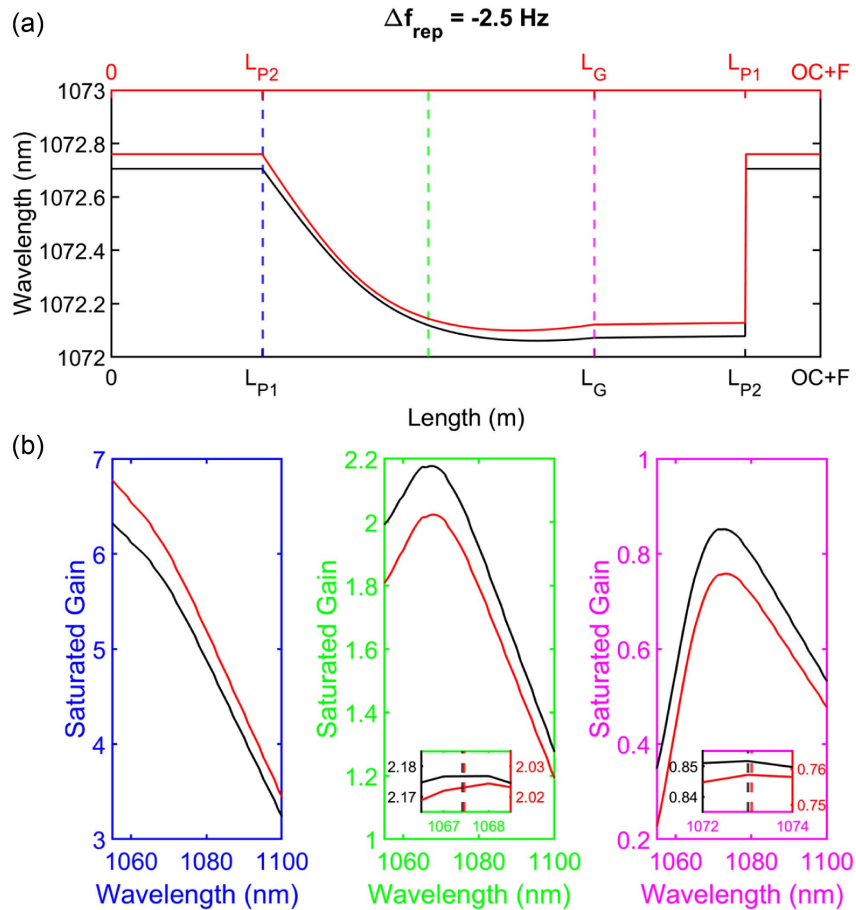 (a)
Δf_rep = -2.5 Hz
0 L_P2 L_G L_P1 OC+F
1073
1072.8
1072.6
1072.4
1072.2
1072
Wavelength (nm)
0 L_P1 L_G L_P2 OC+F
Length (m)
(b)
7
6
5
4
3
Saturated Gain
1060 1080 1100
Wavelength (nm)
2.2
2
1.8
1.6
1.4
1.2
1
Saturated Gain
2.18
2.17
2.03
2.02
1067 1068
1060 1080 1100
Wavelength (nm)
1
0.8
0.6
0.4
0.2
Saturated Gain
0.85
0.84
0.76
0.75
1072 1074
1060 1080 1100
Wavelength (nm)